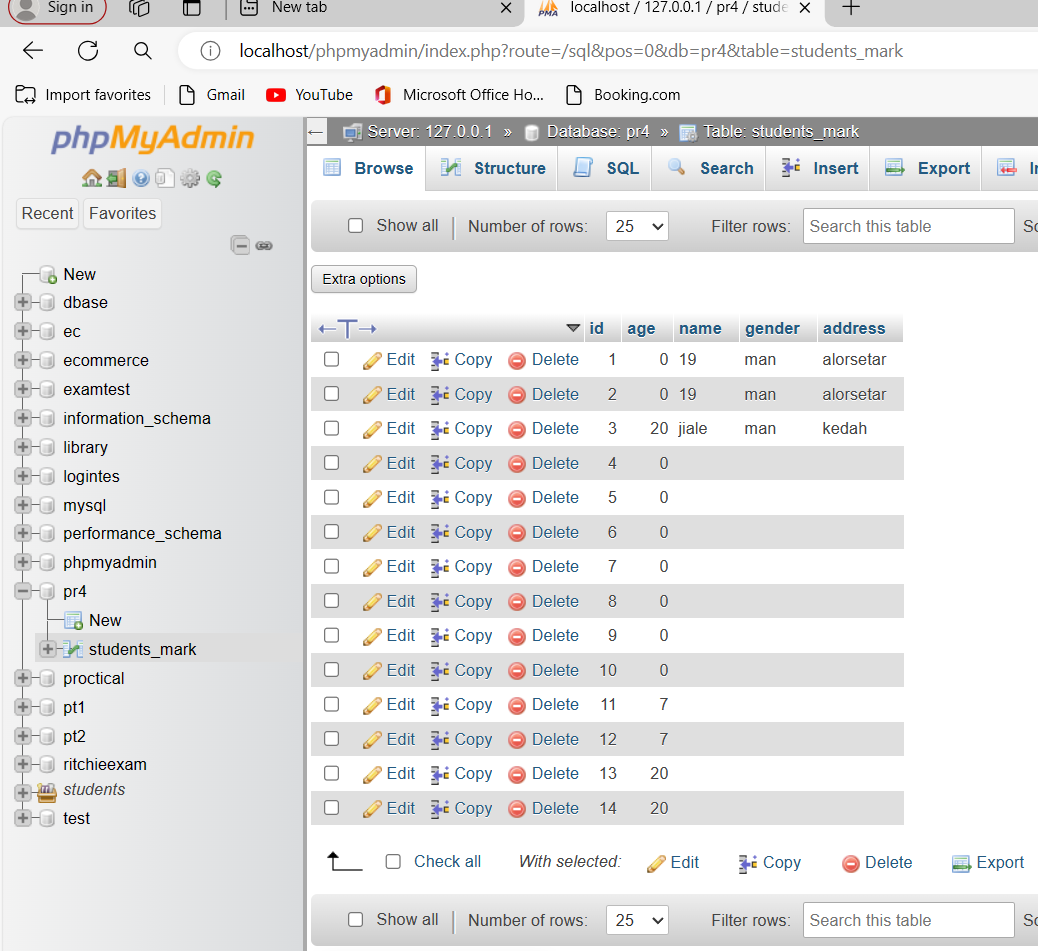 Sign in
New tab
localhost / 127.0.0.1 / pr4 / stude
localhost/phpmyadmin/index.php?route=/sql&pos=0&db=pr4&table=students_mark
Import favorites
Gmail
YouTube
Microsoft Office Ho...
Booking.com
phpMyAdmin
Recent
Favorites
New
dbase
ec
ecommerce
examtest
information_schema
library
logintes
mysql
performance_schema
phpmyadmin
pr4
New
students_mark
proctical
pt1
pt2
ritchieexam
students
test
Server: 127.0.0.1 » Database: pr4 » Table: students_mark
Browse Structure SQL Search Insert Export
Show all Number of rows: 25 Filter rows: Search this table
Extra options
id age name gender address
Edit Copy Delete 1 0 19 man alorsetar
Edit Copy Delete 2 0 19 man alorsetar
Edit Copy Delete 3 20 jiale man kedah
Edit Copy Delete 4 0
Edit Copy Delete 5 0
Edit Copy Delete 6 0
Edit Copy Delete 7 0
Edit Copy Delete 8 0
Edit Copy Delete 9 0
Edit Copy Delete 10 0
Edit Copy Delete 11 7
Edit Copy Delete 12 7
Edit Copy Delete 13 20
Edit Copy Delete 14 20
Check all With selected: Edit Copy Delete Export
Show all Number of rows: 25 Filter rows: Search this table